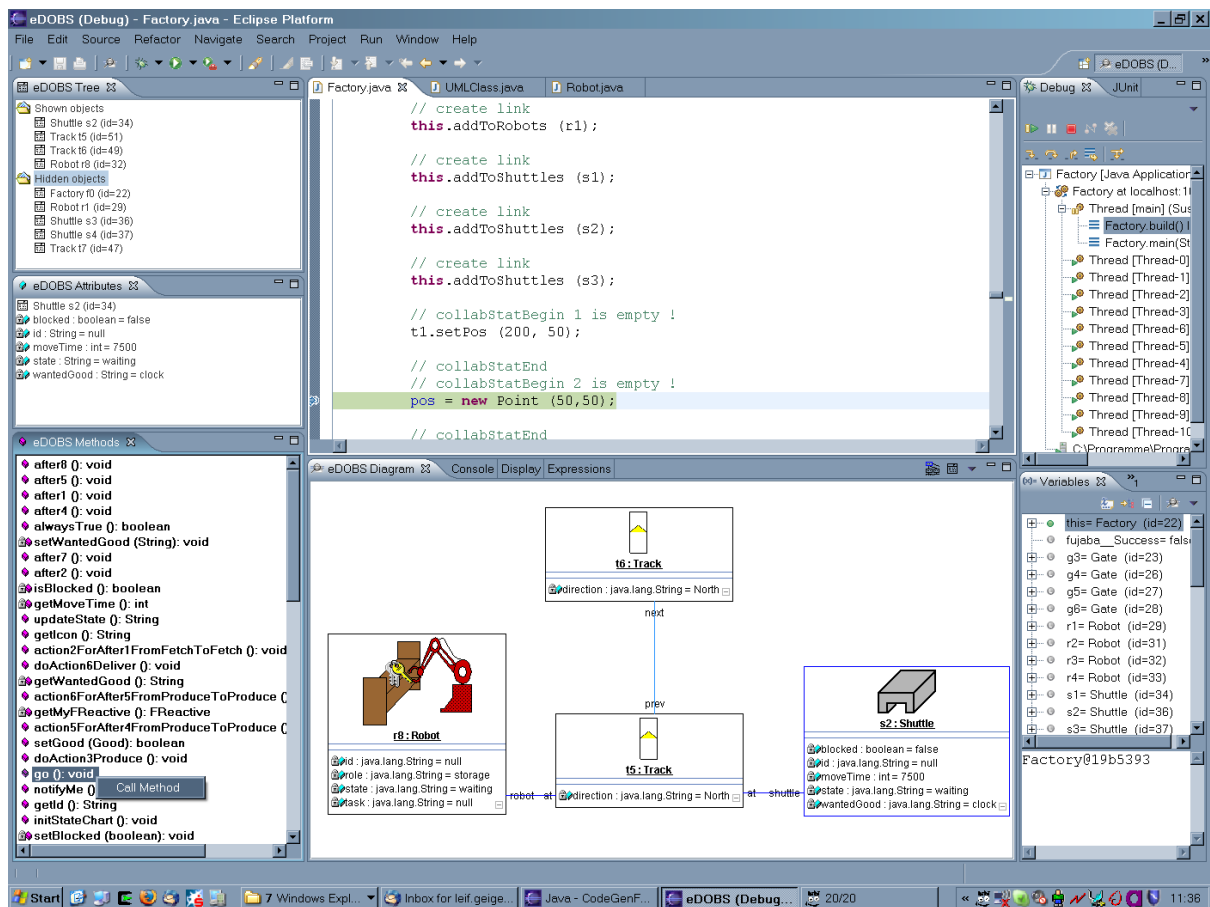 eDOBS (Debug) - Factory.java - Eclipse Platform
File Edit Source Refactor Navigate Search Project Run Window Help
eDOBS (D... »
eDOBS Tree
Shown objects
Shuttle s2 (id=34)
Track t5 (id=51)
Track t6 (id=49)
Robot r8 (id=32)
Hidden objects
Factory f0 (id=22)
Robot r1 (id=29)
Shuttle s3 (id=36)
Shuttle s4 (id=37)
Track t7 (id=47)
eDOBS Attributes
Shuttle s2 (id=34)
blocked : boolean = false
id : String = null
moveTime : int = 7500
state : String = waiting
wantedGood : String = clock
eDOBS Methods
after8 (): void
after5 (): void
after1 (): void
after4 (): void
alwaysTrue (): boolean
setWantedGood (String): void
after7 (): void
after2 (): void
isBlocked (): boolean
getMoveTime (): int
updateState (): String
getIcon (): String
action2ForAfter1FromFetchToFetch (): void
doAction6Deliver (): void
getWantedGood (): String
action6ForAfter5FromProduceToProduce (
getMyFReactive (): FReactive
action5ForAfter4FromProduceToProduce (
setGood (Good): boolean
doAction3Produce (): void
go (): void
notifyMe (
Call Method
getId (): String
initStateChart (): void
setBlocked (boolean): void
Factory.java UMLClass.java Robot.java
// create link
this.addToRobots (r1);
// create link
this.addToShuttles (s1);
// create link
this.addToShuttles (s2);
// create link
this.addToShuttles (s3);
// collabStatBegin 1 is empty !
t1.setPos (200, 50);
// collabStatEnd
// collabStatBegin 2 is empty !
pos = new Point (50,50);
// collabStatEnd
eDOBS Diagram Console Display Expressions
t6 : Track
direction : java.lang.String = North
next
prev
r8 : Robot
id : java.lang.String = null
role : java.lang.String = storage
state : java.lang.String = waiting
task : java.lang.String = null
robot at
t5 : Track
direction : java.lang.String = North
at shuttle
s2 : Shuttle
blocked : boolean = false
id : java.lang.String = null
moveTime : int = 7500
state : java.lang.String = waiting
wantedGood : java.lang.String = clock
Debug JUnit
Factory [Java Application
Factory at localhost:1
Thread [main] (Sus
Factory.build() l
Factory.main(St
Thread [Thread-0]
Thread [Thread-1]
Thread [Thread-2]
Thread [Thread-3]
Thread [Thread-6]
Thread [Thread-5]
Thread [Thread-4]
Thread [Thread-7]
Thread [Thread-8]
Thread [Thread-9]
Thread [Thread-10
C:\Programme\Progra
Variables »1
this= Factory (id=22)
fujaba__Success= fals
g3= Gate (id=23)
g4= Gate (id=26)
g5= Gate (id=27)
g6= Gate (id=28)
r1= Robot (id=29)
r2= Robot (id=31)
r3= Robot (id=32)
r4= Robot (id=33)
s1= Shuttle (id=34)
s2= Shuttle (id=36)
s3= Shuttle (id=37)
Factory@19b5393
Start 7 Windows Expl... Inbox for leif.geige... Java - CodeGenF... eDOBS (Debug... 20/20 « 11:36